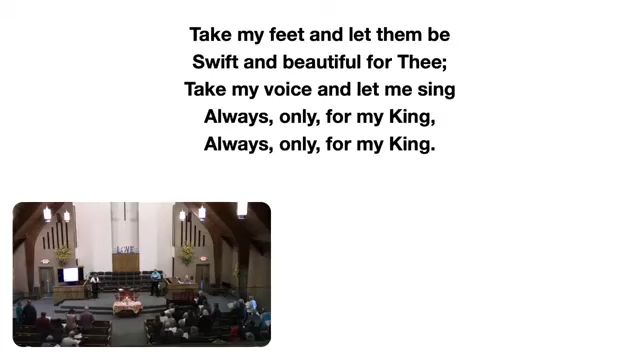 Take my feet and let them be
Swift and beautiful for Thee;
Take my voice and let me sing
Always, only, for my King,
Always, only, for my King.
LOVE